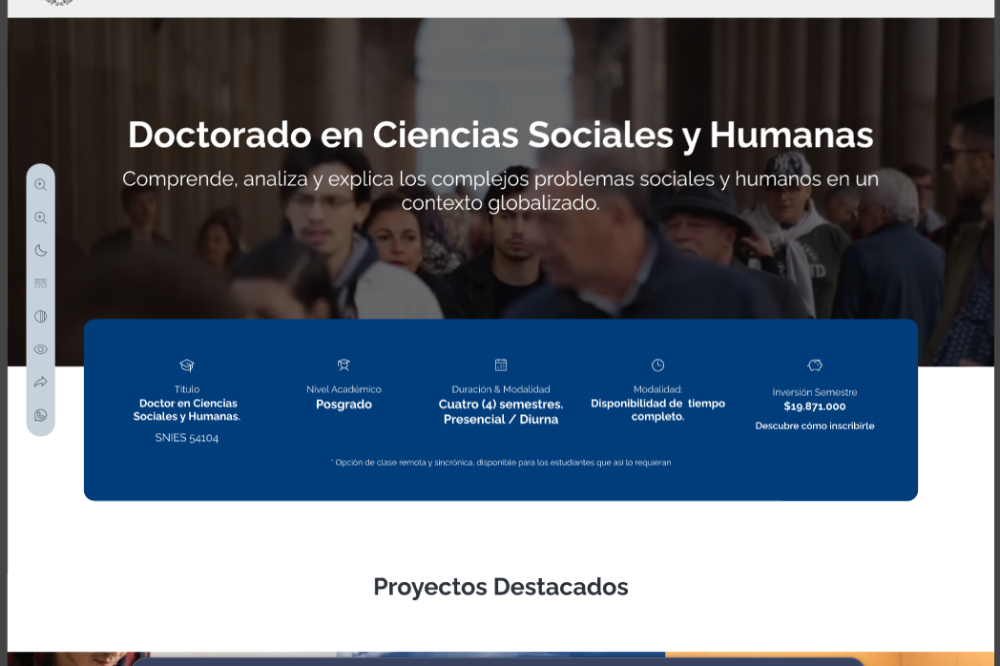 Doctorado en Ciencias Sociales y Humanas
Comprende, analiza y explica los complejos problemas sociales y humanos en un
contexto globalizado.
Título
Doctor en Ciencias
Sociales y Humanas.
SNIES 54104
Nivel Académico
Posgrado
Duración & Modalidad
Cuatro (4) semestres.
Presencial / Diurna
Modalidad:
Disponibilidad de tiempo
completo.
Inversión Semestre
$19.871.000
Descubre cómo inscribirte
* Opción de clase remota y sincrónica, disponible para los estudiantes que así lo requieran
Proyectos Destacados